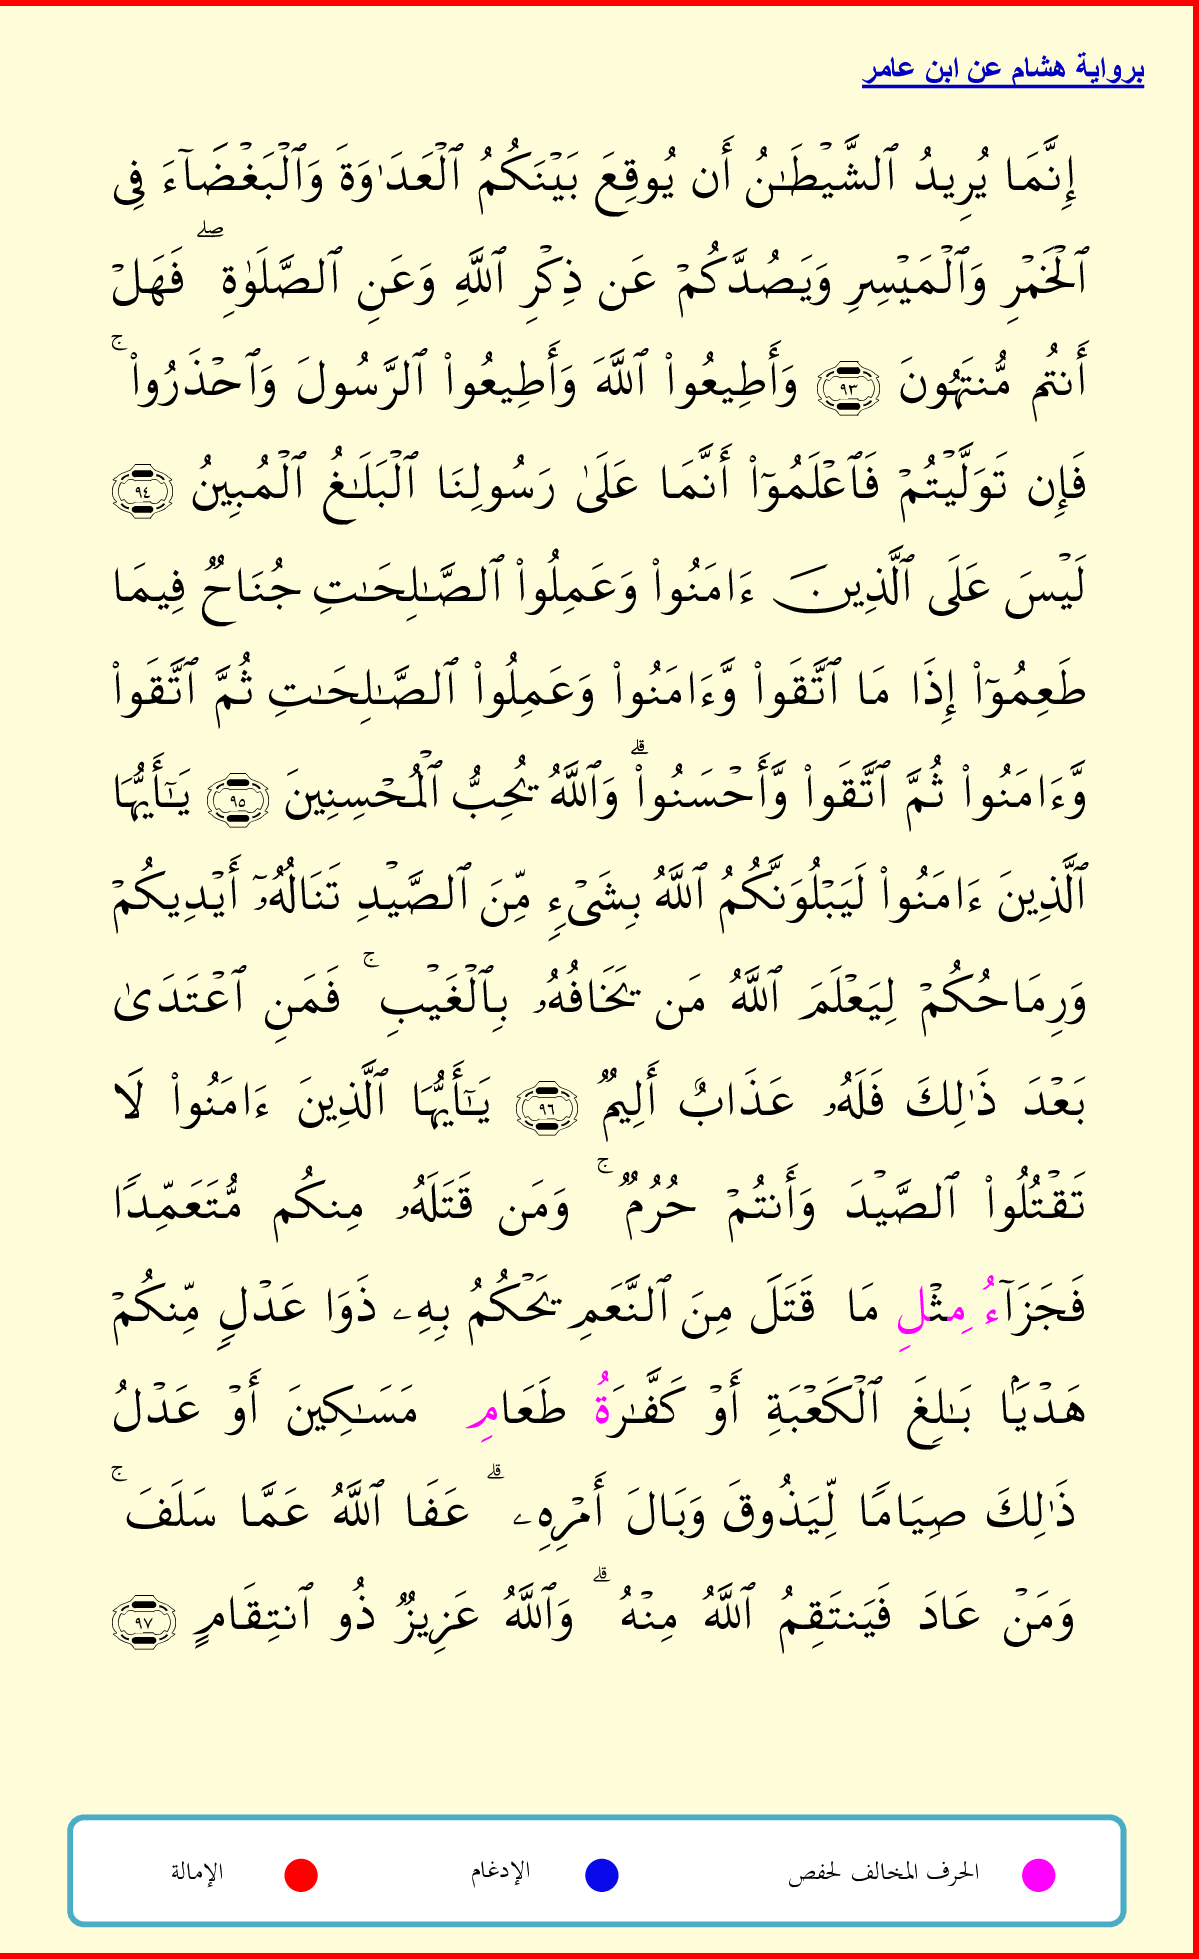 برواية هشام عن ابن عامر
إِنَّمَا يُرِيدُ ٱلشَّيْطَٰنُ أَن يُوقِعَ بَيْنَكُمُ ٱلْعَدَٰوَةَ وَٱلْبَغْضَآءَ فِى
ٱلْخَمْرِ وَٱلْمَيْسِرِ وَيَصُدَّكُمْ عَن ذِكْرِ ٱللَّهِ وَعَنِ ٱلصَّلَوٰةِ ۖ فَهَلْ
أَنتُم مُّنتَهُونَ ٩٣ وَأَطِيعُوا۟ ٱللَّهَ وَأَطِيعُوا۟ ٱلرَّسُولَ وَٱحْذَرُوا۟ ۚ
فَإِن تَوَلَّيْتُمْ فَٱعْلَمُوٓا۟ أَنَّمَا عَلَىٰ رَسُولِنَا ٱلْبَلَٰغُ ٱلْمُبِينُ ٩٤
لَيْسَ عَلَى ٱلَّذِينَ ءَامَنُوا۟ وَعَمِلُوا۟ ٱلصَّٰلِحَٰتِ جُنَاحٌ فِيمَا
طَعِمُوٓا۟ إِذَا مَا ٱتَّقَوا۟ وَّءَامَنُوا۟ وَعَمِلُوا۟ ٱلصَّٰلِحَٰتِ ثُمَّ ٱتَّقَوا۟
وَّءَامَنُوا۟ ثُمَّ ٱتَّقَوا۟ وَّأَحْسَنُوا۟ ۗ وَٱللَّهُ يُحِبُّ ٱلْمُحْسِنِينَ ٩٥ يَٰٓأَيُّهَا
ٱلَّذِينَ ءَامَنُوا۟ لَيَبْلُوَنَّكُمُ ٱللَّهُ بِشَىْءٍ مِّنَ ٱلصَّيْدِ تَنَالُهُۥٓ أَيْدِيكُمْ
وَرِمَاحُكُمْ لِيَعْلَمَ ٱللَّهُ مَن يَخَافُهُۥ بِٱلْغَيْبِ ۚ فَمَنِ ٱعْتَدَىٰ
بَعْدَ ذَٰلِكَ فَلَهُۥ عَذَابٌ أَلِيمٌ ٩٦ يَٰٓأَيُّهَا ٱلَّذِينَ ءَامَنُوا۟ لَا
تَقْتُلُوا۟ ٱلصَّيْدَ وَأَنتُمْ حُرُمٌ ۚ وَمَن قَتَلَهُۥ مِنكُم مُّتَعَمِّدًا
فَجَزَآءُ مِثْلِ مَا قَتَلَ مِنَ ٱلنَّعَمِ يَحْكُمُ بِهِۦ ذَوَا عَدْلٍ مِّنكُمْ
هَدْيًۢا بَٰلِغَ ٱلْكَعْبَةِ أَوْ كَفَّٰرَةُ طَعَامِ مَسَٰكِينَ أَوْ عَدْلُ
ذَٰلِكَ صِيَامًا لِّيَذُوقَ وَبَالَ أَمْرِهِۦ ۗ عَفَا ٱللَّهُ عَمَّا سَلَفَ ۚ
وَمَنْ عَادَ فَيَنتَقِمُ ٱللَّهُ مِنْهُ ۗ وَٱللَّهُ عَزِيزٌ ذُو ٱنتِقَامٍ ٩٧
الحرف المخالف لحفص الإدغام الإمالة